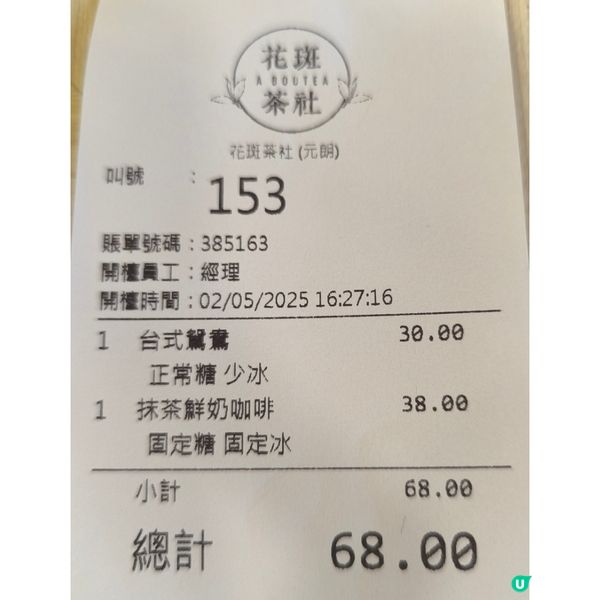 花斑
A BOUTEA
茶社
花斑茶社 (元朗)
叫號 : 153
賬單號碼 : 385163
開檯員工 : 經理
開檯時間 : 02/05/2025 16:27:16
1 台式鴛鴦 30.00
正常糖 少冰
1 抹茶鮮奶咖啡 38.00
固定糖 固定冰
小計 68.00
總計 68.00
U